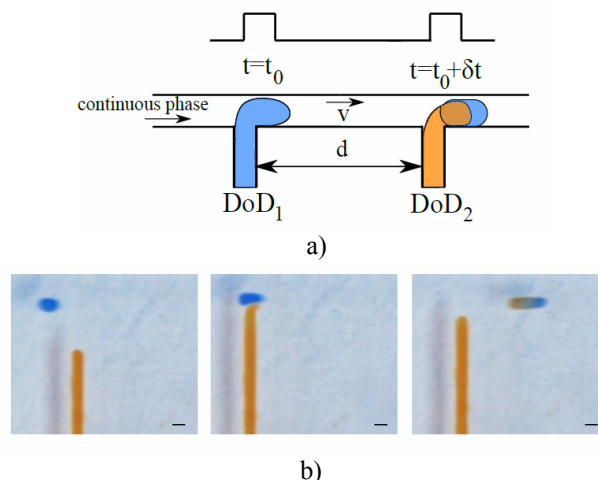 t=t0 t=t0+δt
continuous phase
v
d
DoD1 DoD2
a)
b)